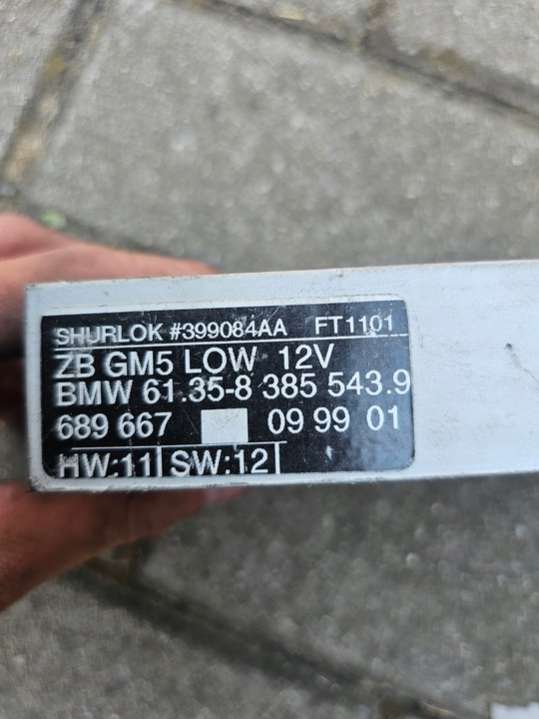 SHURLOK #399084AA FT1101
ZB GM5 LOW 12V
BMW 61.35-8 385 543.9
689 667 09 99 01
HW:11 SW:12